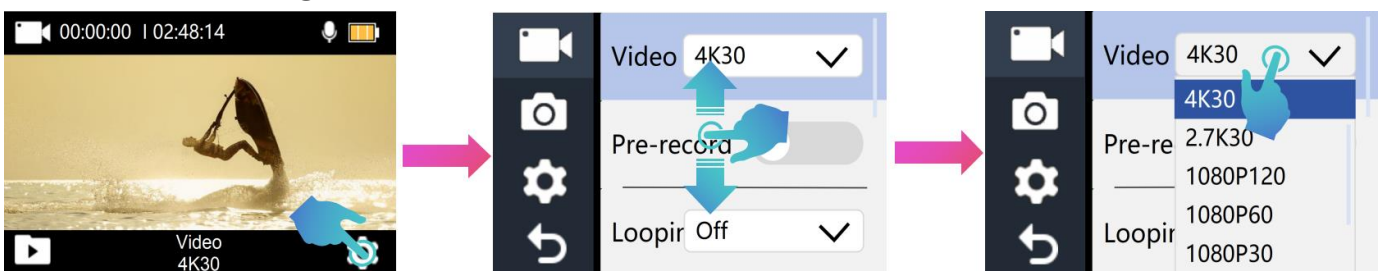 00:00:00 I 02:48:14
Video
4K30
Video 4K30
Pre-record
Loopir Off
Video 4K30
4K30
Pre-re 2.7K30
1080P120
1080P60
Loopir 1080P30